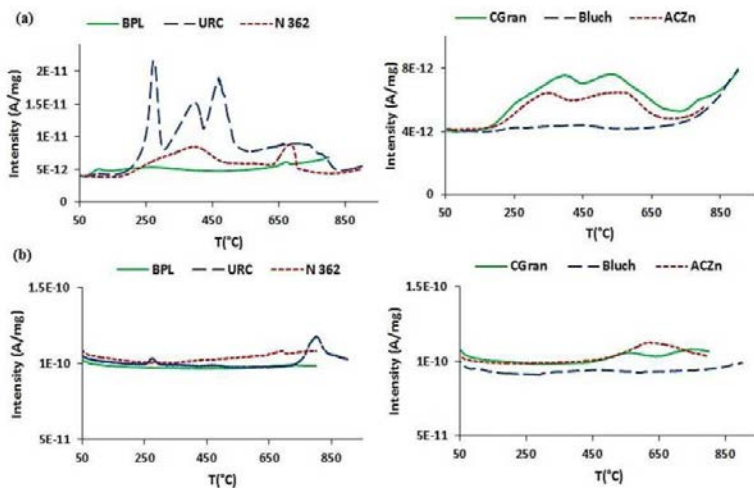 (a)
BPL URC N 362
Intensity (A/mg)
2E-11
1.5E-11
1E-11
5E-12
0
50 250 450 650 850
T(°C)
CGran Bluch ACZn
Intensity (A/mg)
8E-12
4E-12
0
50 250 450 650 850
T(°C)
(b)
BPL URC N 362
Intensity (A/mg)
1.5E-10
1E-10
5E-11
50 250 450 650 850
T(°C)
CGran Bluch ACZn
Intensity (A/mg)
1.5E-10
1E-10
5E-11
50 250 450 650 850
T(°C)